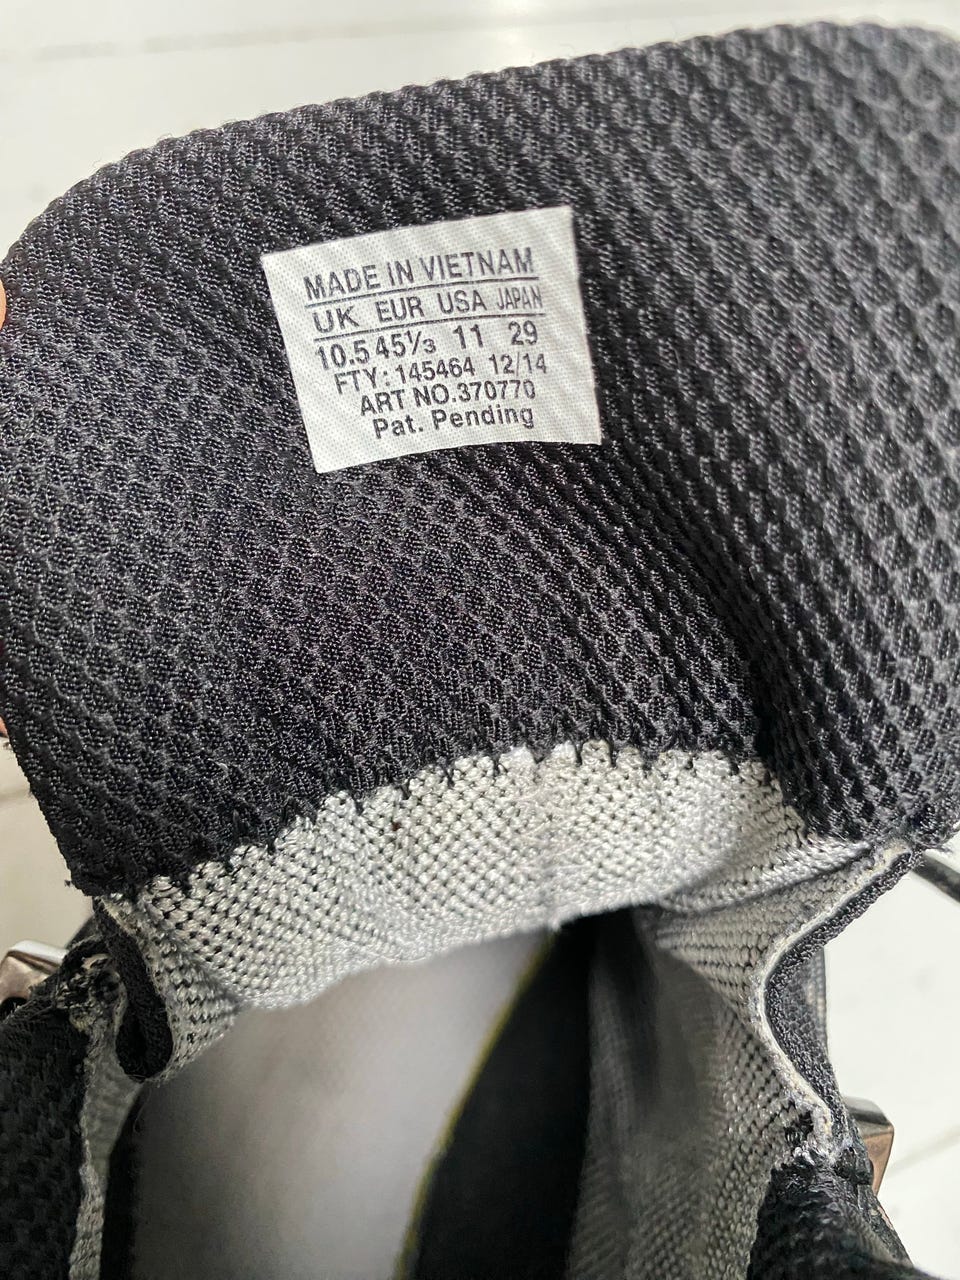 MADE IN VIETNAM
UK EUR USA JAPAN
10.5 45⅓ 11 29
FTY: 145464 12/14
ART NO.370770
Pat. Pending